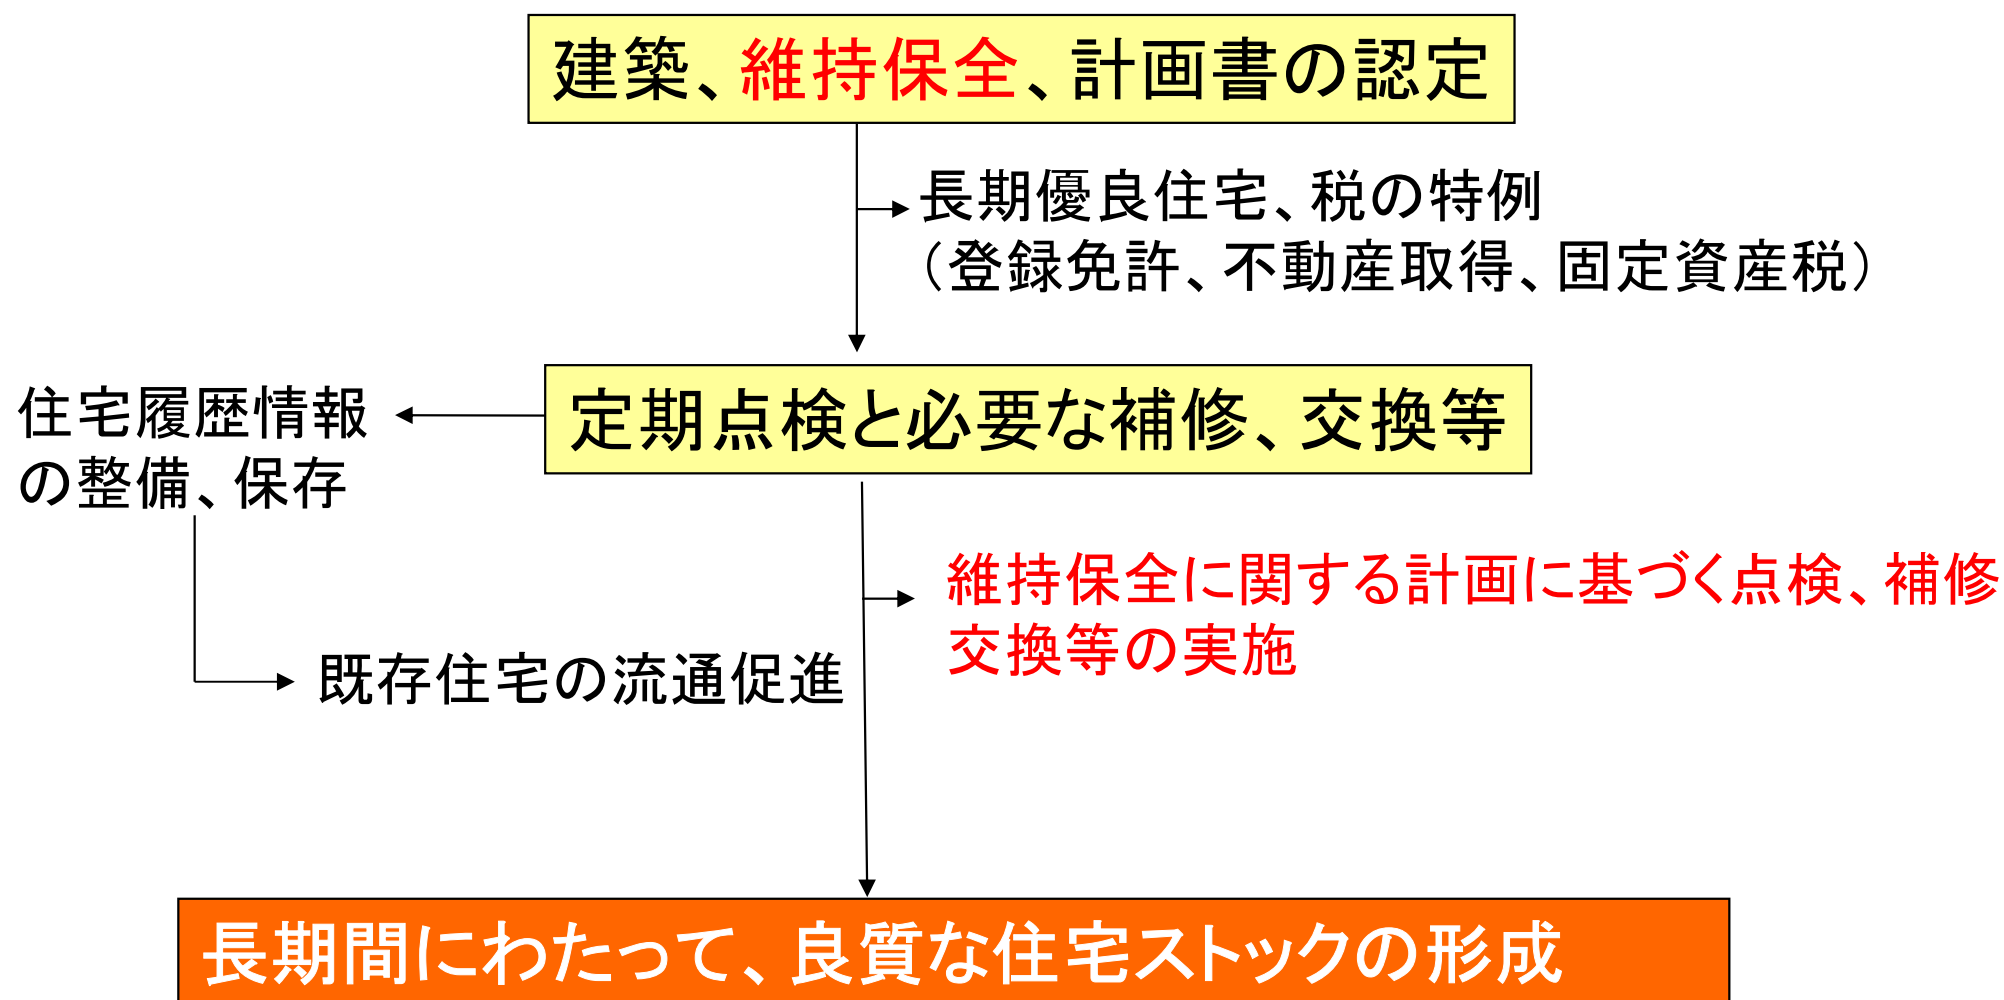 建築、維持保全、計画書の認定
長期優良住宅、税の特例
（登録免許、不動産取得、固定資産税）
定期点検と必要な補修、交換等
住宅履歴情報
の整備、保存
維持保全に関する計画に基づく点検、補修
交換等の実施
既存住宅の流通促進
長期間にわたって、良質な住宅ストックの形成